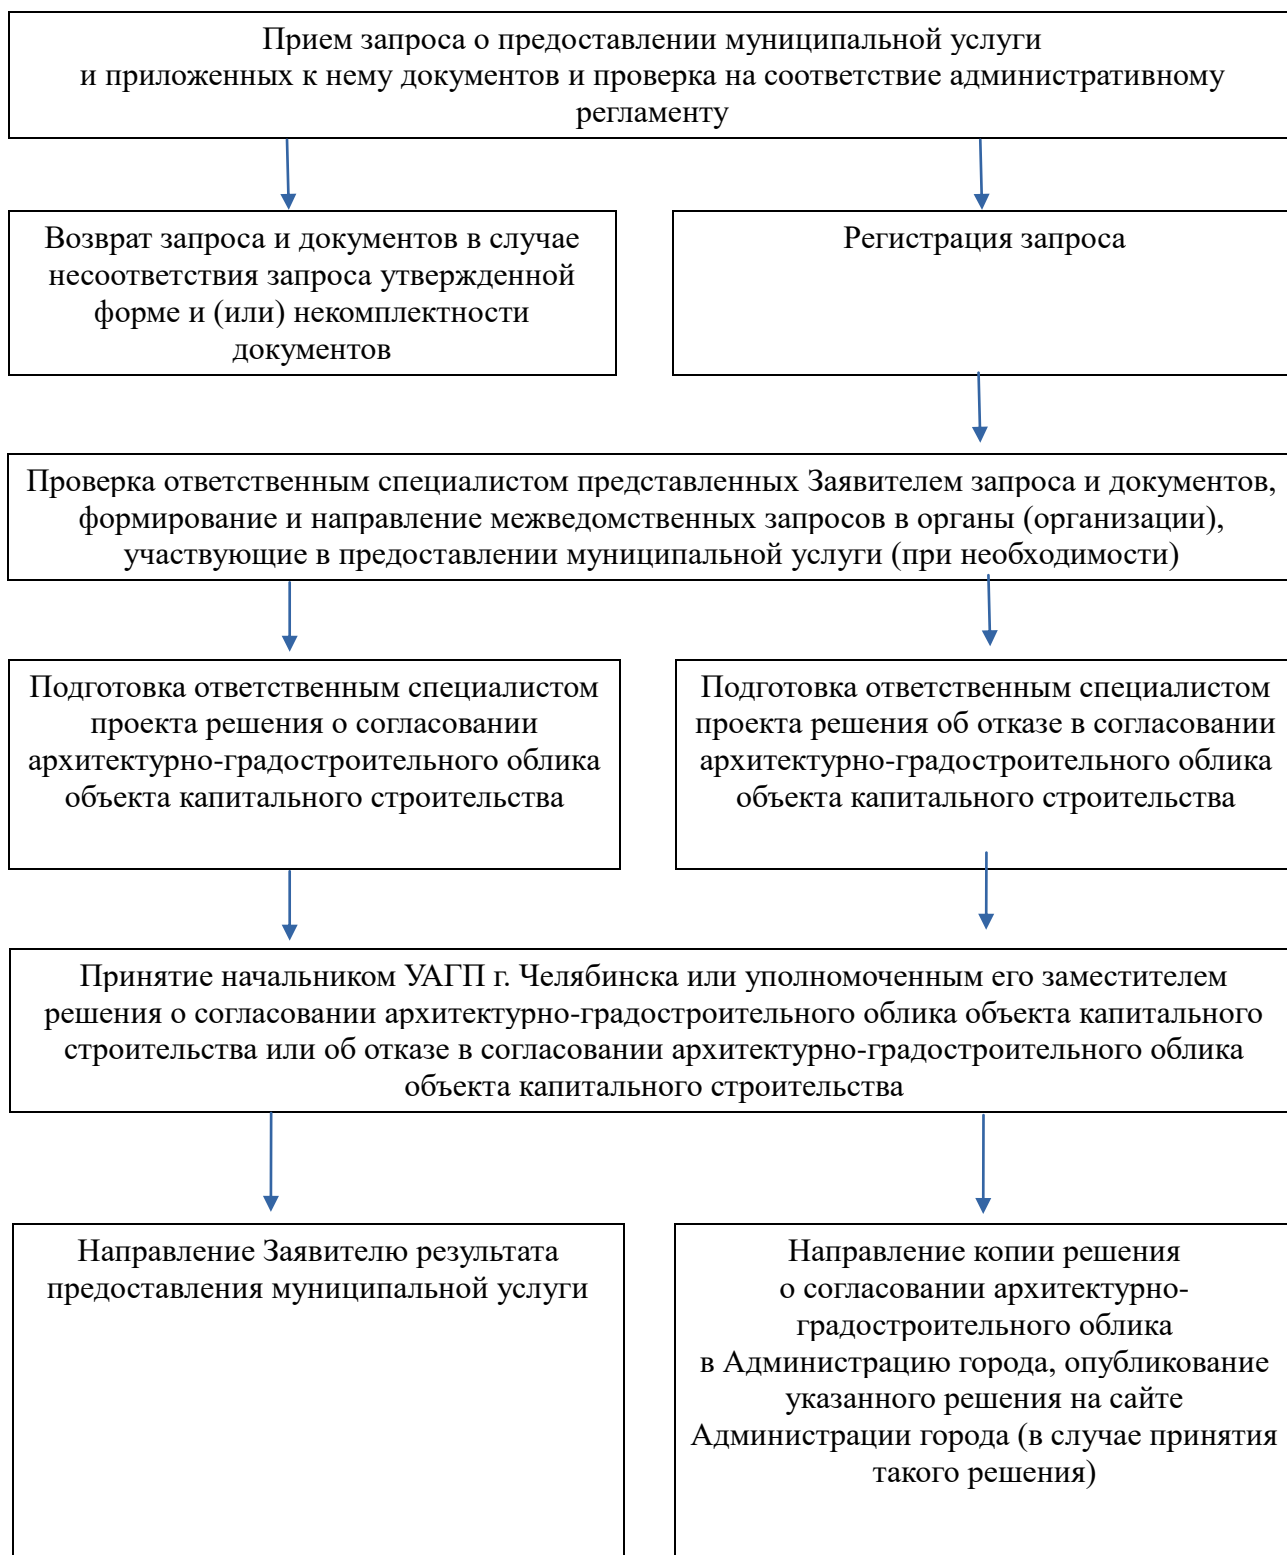 Прием запроса о предоставлении муниципальной услуги
и приложенных к нему документов и проверка на соответствие административному
регламенту
Возврат запроса и документов в случае
несоответствия запроса утвержденной
форме и (или) некомплектности
документов
Регистрация запроса
Проверка ответственным специалистом представленных Заявителем запроса и документов,
формирование и направление межведомственных запросов в органы (организации),
участвующие в предоставлении муниципальной услуги (при необходимости)
Подготовка ответственным специалистом
проекта решения о согласовании
архитектурно-градостроительного облика
объекта капитального строительства
Подготовка ответственным специалистом
проекта решения об отказе в согласовании
архитектурно-градостроительного облика
объекта капитального строительства
Принятие начальником УАГП г. Челябинска или уполномоченным его заместителем
решения о согласовании архитектурно-градостроительного облика объекта капитального
строительства или об отказе в согласовании архитектурно-градостроительного облика
объекта капитального строительства
Направление Заявителю результата
предоставления муниципальной услуги
Направление копии решения
о согласовании архитектурно-
градостроительного облика
в Администрацию города, опубликование
указанного решения на сайте
Администрации города (в случае принятия
такого решения)